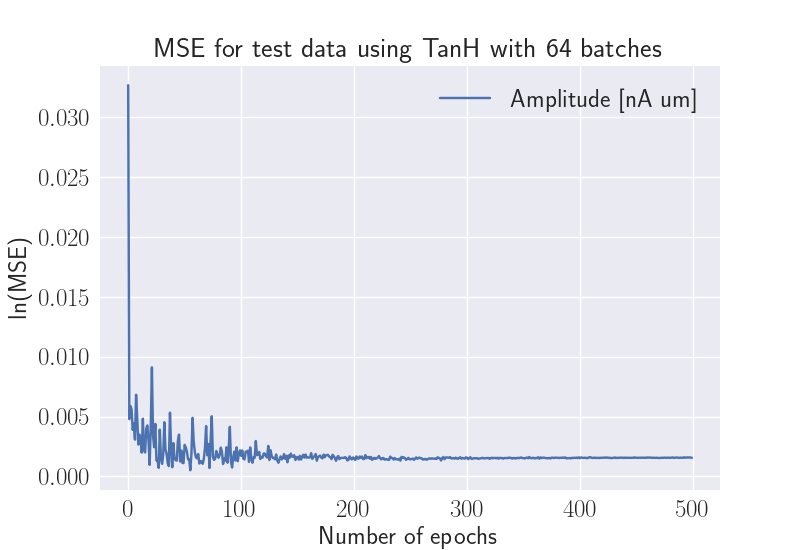 MSE for test data using TanH with 64 batches
Amplitude [nA um]
ln(MSE)
0.030
0.025
0.020
0.015
0.010
0.005
0.000
0 100 200 300 400 500
Number of epochs